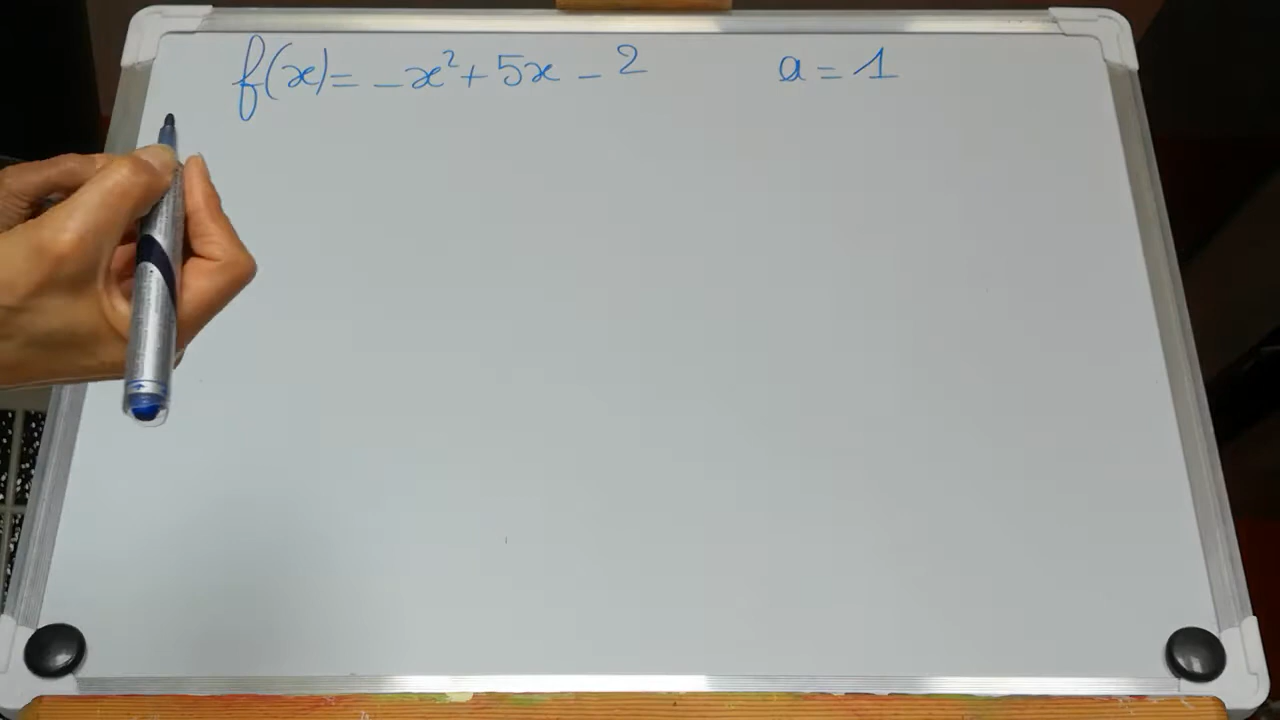 f(x) = -x² + 5x - 2 a = 1